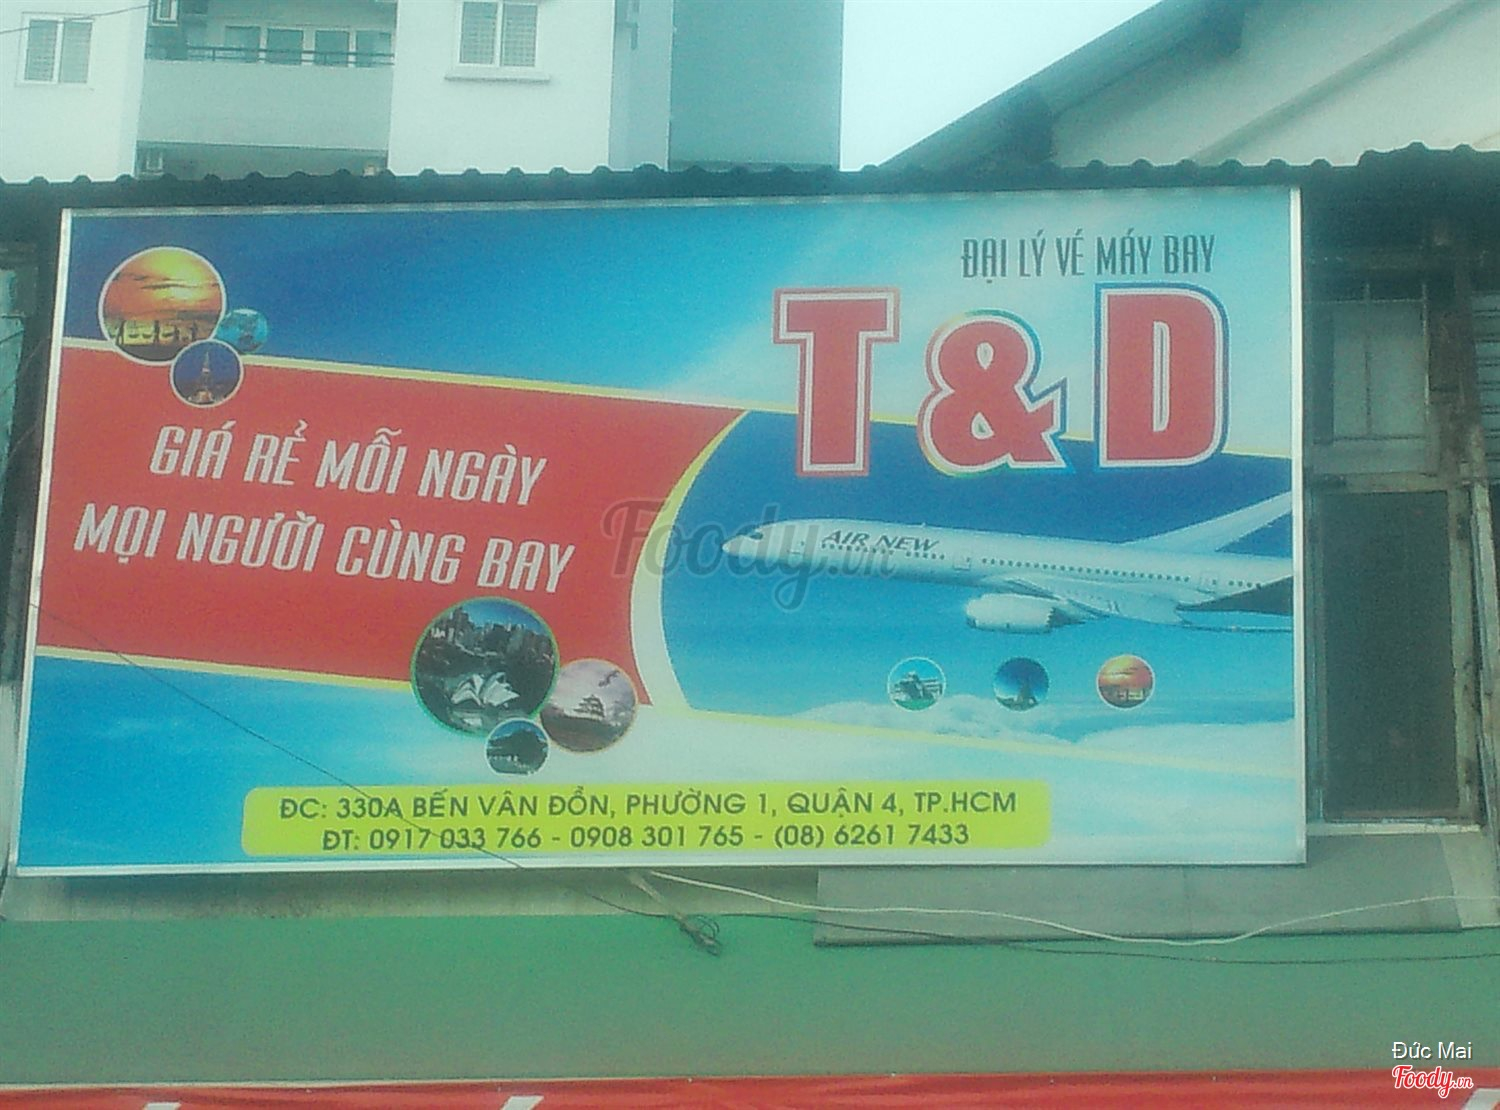 ĐẠI LÝ VÉ MÁY BAY
T&D
GIÁ RẺ MỖI NGÀY
MỌI NGƯỜI CÙNG BAY
AIR NEW
Foody.vn
ĐC: 330A BẾN VÂN ĐỒN, PHƯỜNG 1, QUẬN 4, TP.HCM
ĐT: 0917 033 766 - 0908 301 765 - (08) 6261 7433
Đức Mai
Foody.vn